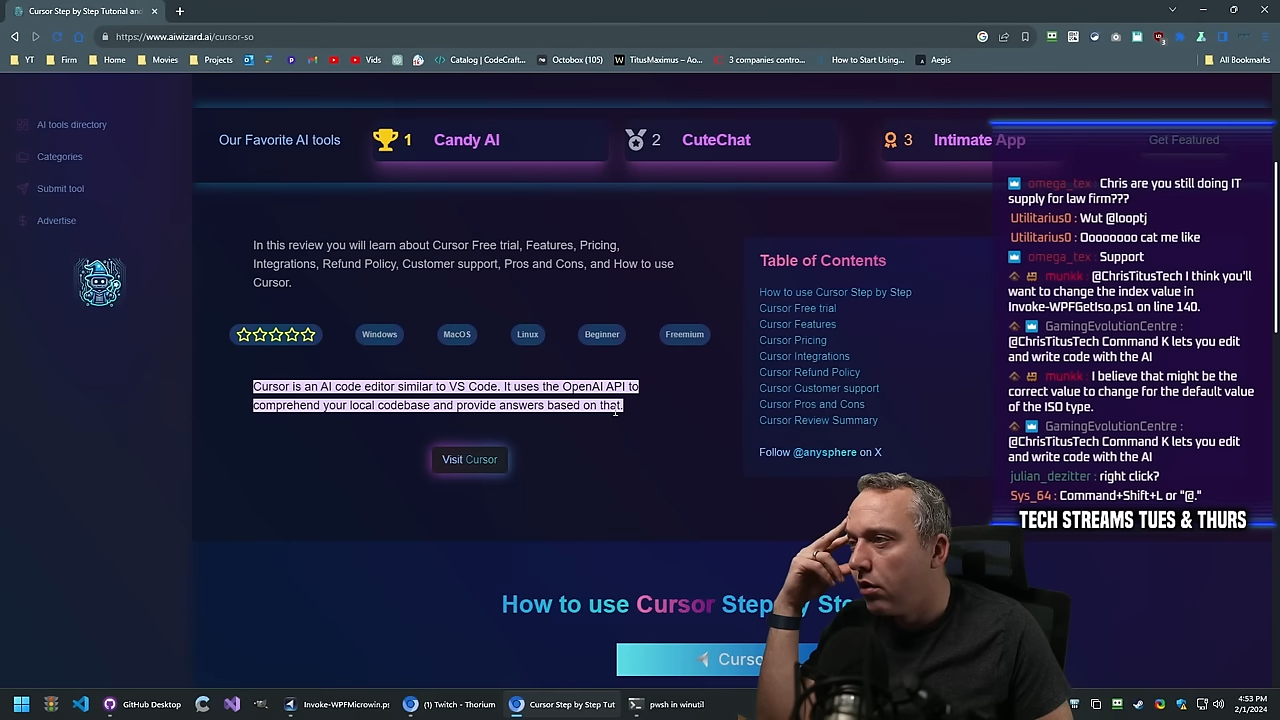 Cursor Step by Step Tutorial and
https://www.aiwizard.ai/cursor-so
YT
Firm
Home
Movies
Projects
Vids
Catalog | CodeCraft...
Octobox (105)
TitusMaximus – Ao...
3 companies contro...
How to Start Using...
Aegis
All Bookmarks
AI tools directory
Categories
Submit tool
Advertise
Our Favorite AI tools
1 Candy AI
2 CuteChat
3 Intimate App
Get Featured
In this review you will learn about Cursor Free trial, Features, Pricing,
Integrations, Refund Policy, Customer support, Pros and Cons, and How to use
Cursor.
Windows
MacOS
Linux
Beginner
Freemium
Cursor is an AI code editor similar to VS Code. It uses the OpenAI API to
comprehend your local codebase and provide answers based on that.
Visit Cursor
Table of Contents
How to use Cursor Step by Step
Cursor Free trial
Cursor Features
Cursor Pricing
Cursor Integrations
Cursor Refund Policy
Cursor Customer support
Cursor Pros and Cons
Cursor Review Summary
Follow @anysphere on X
omega_tex Chris are you still doing IT
supply for law firm???
Utilitarius0 : Wut @looptj
Utilitarius0 : Oooooooo cat me like
omega_tex Support
munkk : @ChrisTitusTech I think you'll
want to change the index value in
Invoke-WPFGetIso.ps1 on line 140.
GamingEvolutionCentre :
@ChrisTitusTech Command K lets you edit
and write code with the AI
munkk : I believe that might be the
correct value to change for the default value
of the ISO type.
GamingEvolutionCentre :
@ChrisTitusTech Command K lets you edit
and write code with the AI
julian_dezitter : right click?
Sys_64 : Command+Shift+L or "@."
TECH STREAMS TUES & THURS
How to use Cursor Step
GitHub Desktop
Invoke-WPFMicrowin.ps
(1) Twitch - Thorium
Cursor Step by Step Tut
pwsh in winutil
4:53 PM
2/1/2024